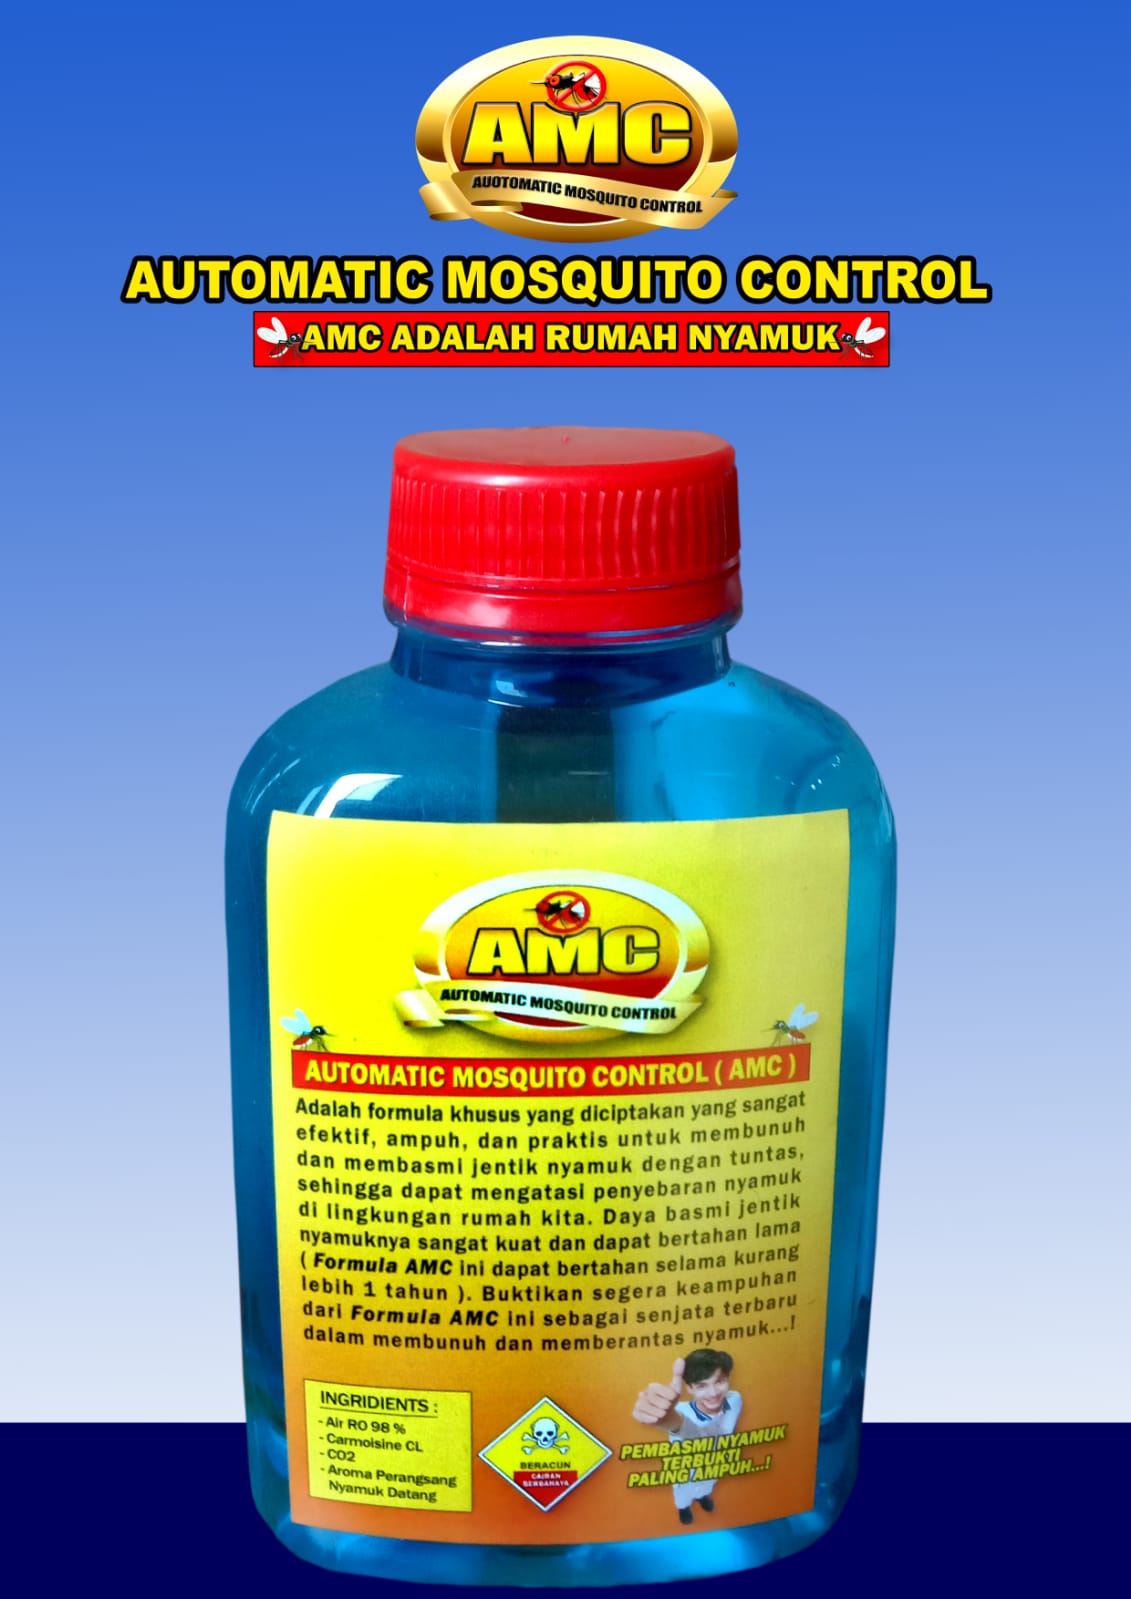 AMC
AUOTOMATIC MOSQUITO CONTROL
AUTOMATIC MOSQUITO CONTROL
AMC ADALAH RUMAH NYAMUK
AMC
AUTOMATIC MOSQUITO CONTROL
AUTOMATIC MOSQUITO CONTROL ( AMC )
Adalah formula khusus yang diciptakan yang sangat
efektif, ampuh, dan praktis untuk membunuh
dan membasmi jentik nyamuk dengan tuntas,
sehingga dapat mengatasi penyebaran nyamuk
di lingkungan rumah kita. Daya basmi jentik
nyamuknya sangat kuat dan dapat bertahan lama
( Formula AMC ini dapat bertahan selama kurang
lebih 1 tahun ). Buktikan segera keampuhan
dari Formula AMC ini sebagai senjata terbaru
dalam membunuh dan memberantas nyamuk...!
INGRIDIENTS :
- Air RO 98 %
- Carmoisine CL
- CO2
- Aroma Perangsang
Nyamuk Datang
BERACUN
CAIRAN
BERBAHAYA
PEMBASMI NYAMUK
TERBUKTI
PALING AMPUH...!